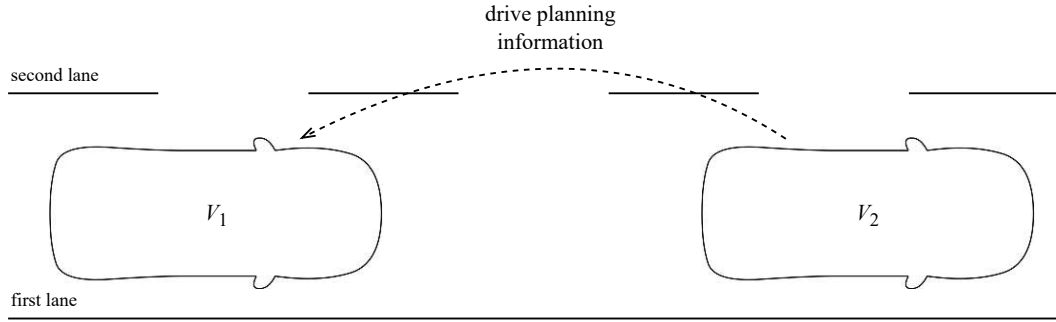 drive planning
information
second lane
V1
V2
first lane